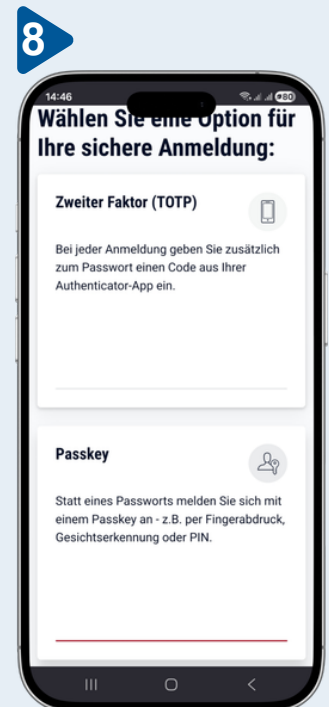 8
14:46
80
Wählen Sie eine Option für
Ihre sichere Anmeldung:
Zweiter Faktor (TOTP)
Bei jeder Anmeldung geben Sie zusätzlich
zum Passwort einen Code aus Ihrer
Authenticator-App ein.
Passkey
Statt eines Passworts melden Sie sich mit
einem Passkey an - z.B. per Fingerabdruck,
Gesichtserkennung oder PIN.